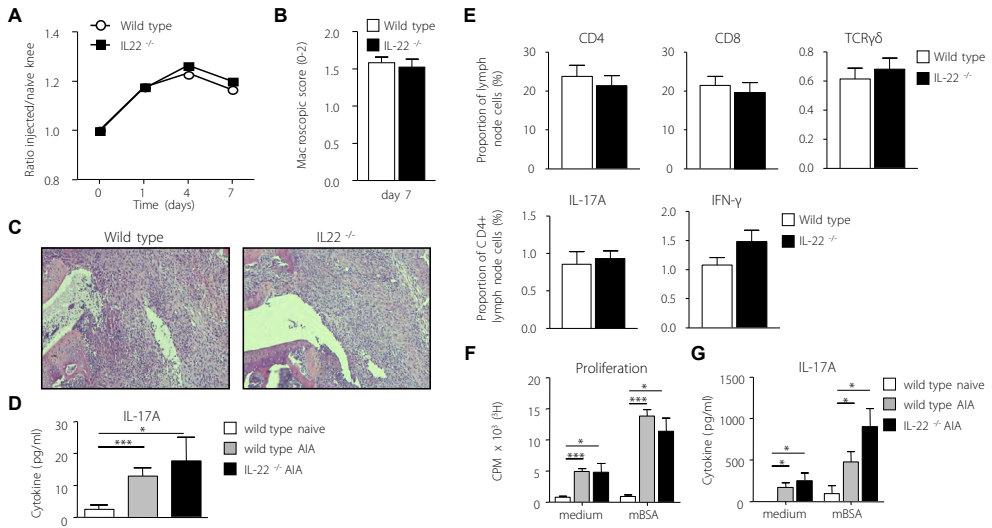 A
Wild type
IL22 -/-
Ratio injected/naive knee
1.4
1.2
1.0
0.8
0
1
4
7
Time (days)
B
Wild type
IL-22 -/-
Macroscopic score (0-2)
2.0
1.5
1.0
0.5
0.0
day 7
C
Wild type
IL22 -/-
D
IL-17A
Cytokine (pg/ml)
30
20
10
0
***
*
wild type naive
wild type AIA
IL-22 -/- AIA
E
CD4
Proportion of lymph
node cells (%)
30
20
10
0
CD8
30
20
10
0
TCRγδ
0.8
0.6
0.4
0.2
0.0
Wild type
IL-22 -/-
IL-17A
Proportion of C D4+
lymph node cells (%)
1.5
1.0
0.5
0.0
IFN-γ
2.0
1.5
1.0
0.5
0.0
Wild type
IL-22 -/-
F
Proliferation
CPM x 10³ (³H)
20
15
10
5
0
*
***
*
***
medium
mBSA
G
IL-17A
Cytokine (pg/ml)
1500
1000
500
0
*
*
*
*
medium
mBSA
wild type naive
wild type AIA
IL-22 -/- AIA